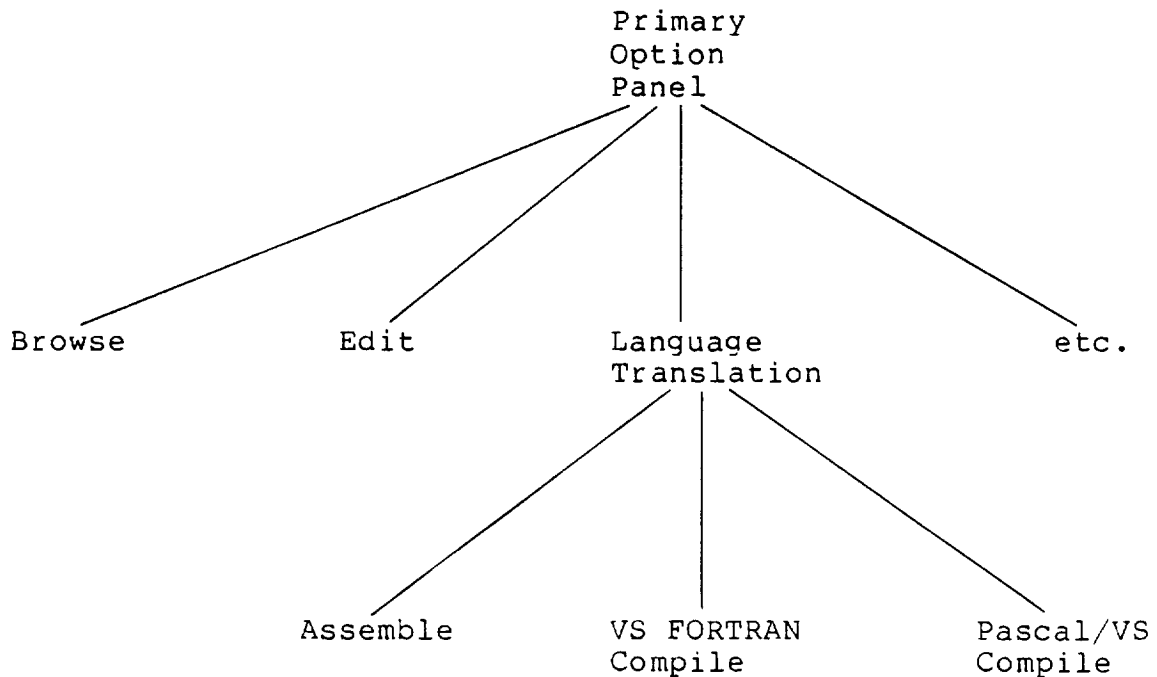 Primary
Option
Panel
Browse
Edit
Language
Translation
etc.
Assemble
VS FORTRAN
Compile
Pascal/VS
Compile